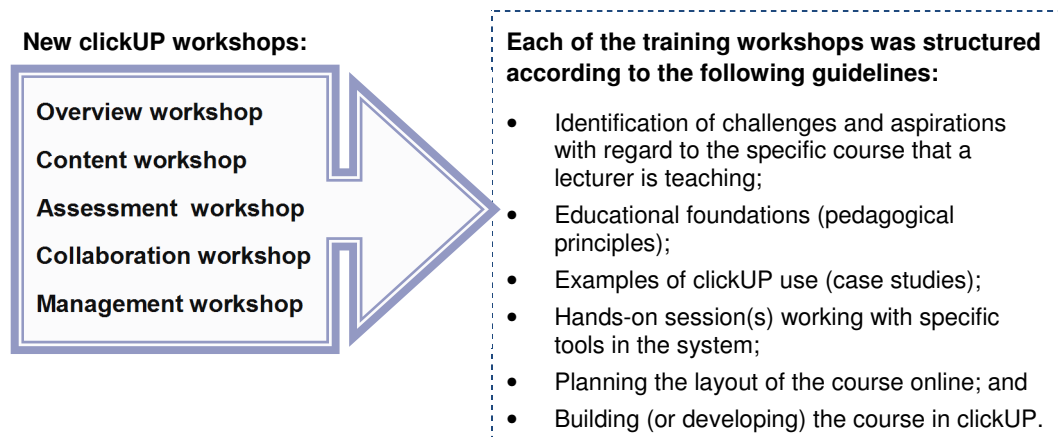 New clickUP workshops:
Overview workshop
Content workshop
Assessment workshop
Collaboration workshop
Management workshop
Each of the training workshops was structured
according to the following guidelines:
• Identification of challenges and aspirations
with regard to the specific course that a
lecturer is teaching;
• Educational foundations (pedagogical
principles);
• Examples of clickUP use (case studies);
• Hands-on session(s) working with specific
tools in the system;
• Planning the layout of the course online; and
• Building (or developing) the course in clickUP.